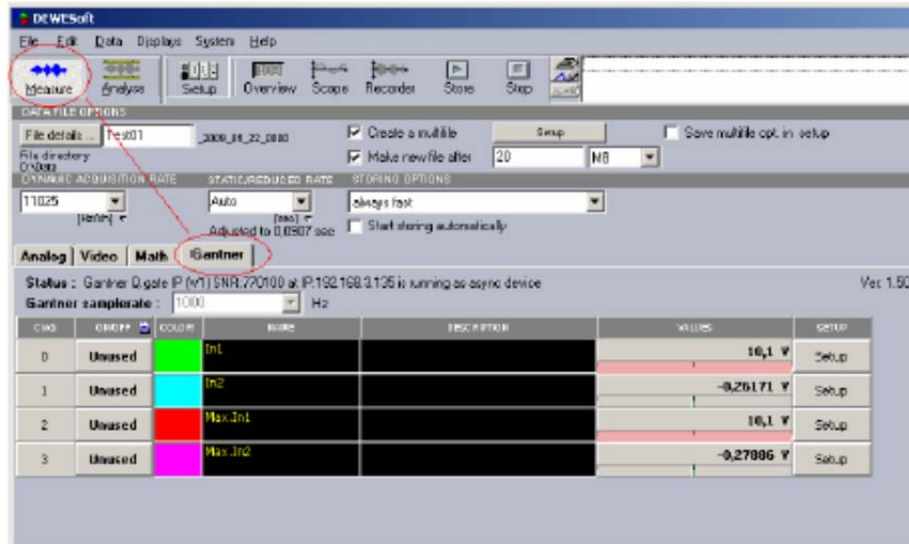 DEWESoft
File Edit Data Displays System Help
Measure Analyse Setup Overview Scope Recorder Store Stop
DATA FILE OPTIONS
File details ... Test01 Create a multifile Setup Save multifile opt. in setup
File directory Make new file after 20 MB
D:\Data
DYNAMIC ACQUISITION RATE STATIC/REDUCED RATE STORING OPTIONS
11025 Auto always fast
Adjusted to 0,0907 sec Start storing automatically
Analog Video Math Gantner
Status : Gantner Q.gate IP (v1) SNR:770100 at IP:192.168.3.135 is running as async device Ver. 1.50
Gantner samplerate : 1000 Hz
ON/OFF COLOR NAME DESCRIPTION VALUES SETUP
0 Unused In1 10,1 V Setup
1 Unused In2 -0,26171 V Setup
2 Unused Max.In1 10,1 V Setup
3 Unused Max.In2 -0,27886 V Setup